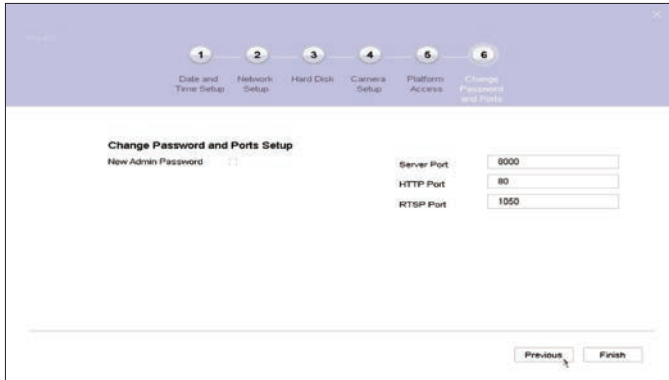 1 2 3 4 5 6
Date and Time Setup
Network Setup
Hard Disk
Camera Setup
Platform Access
Change Password and Ports
Change Password and Ports Setup
New Admin Password
Server Port 8000
HTTP Port 80
RTSP Port 1050
Previous Finish